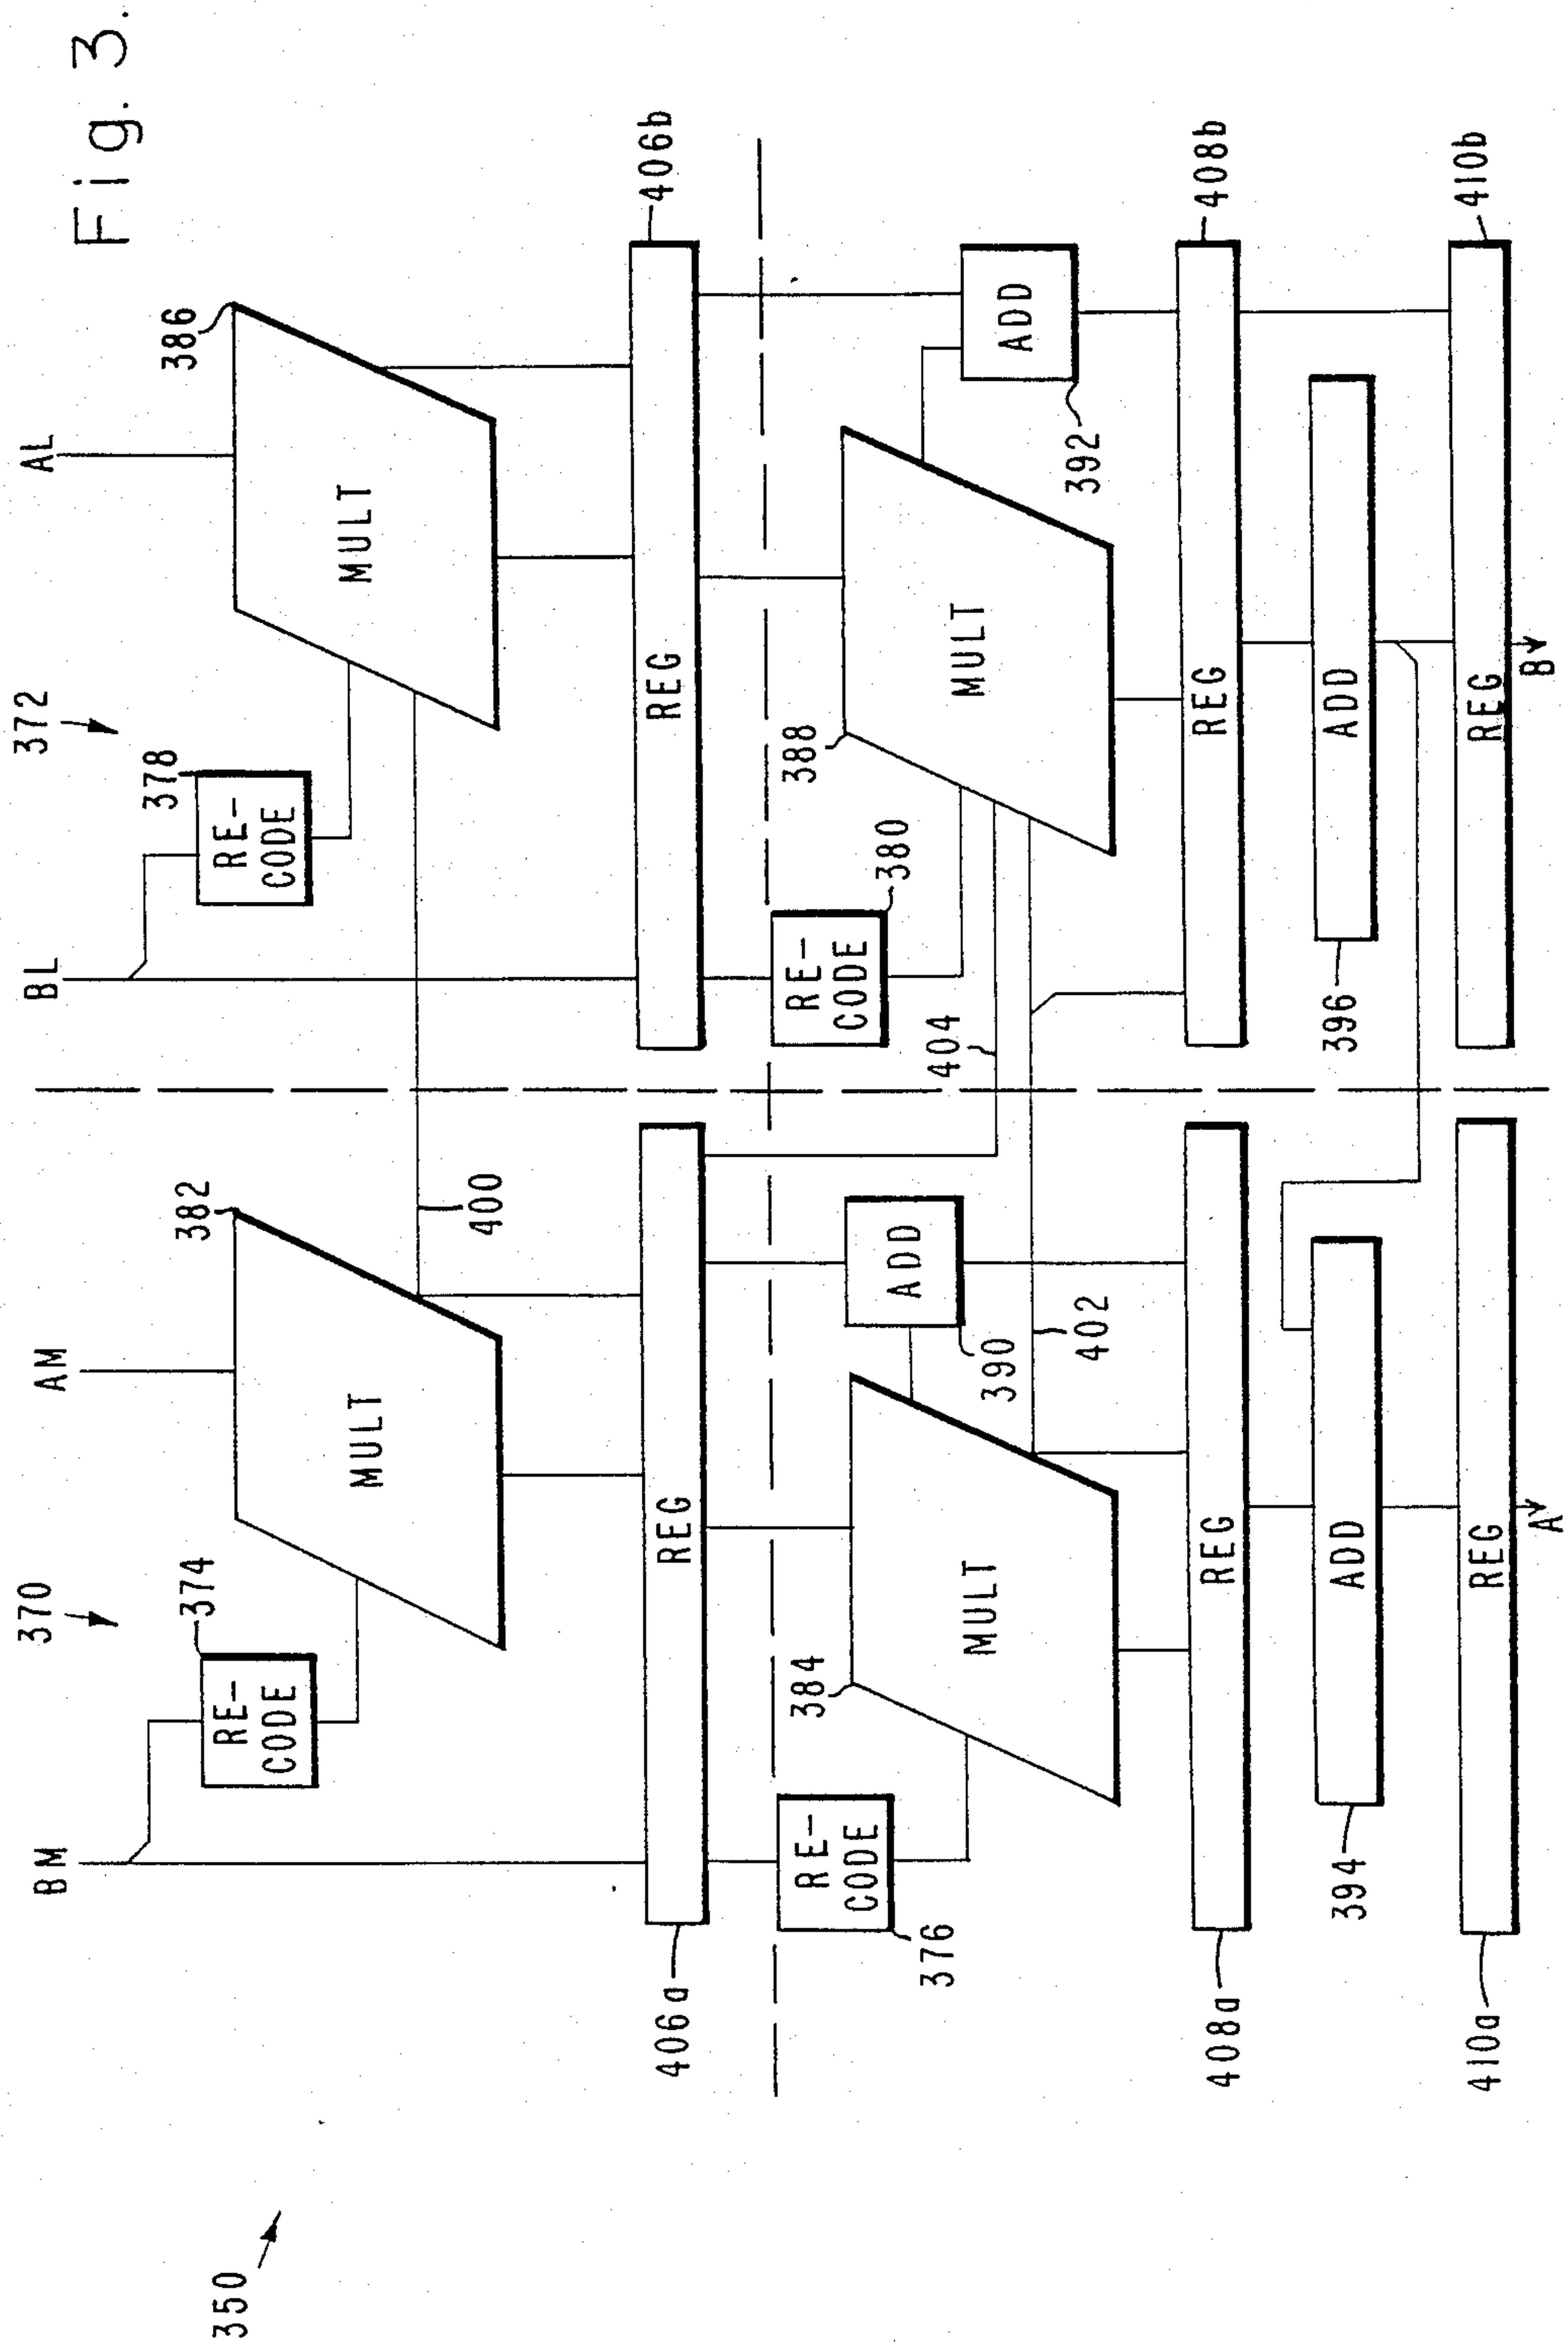 Fig. 3.
350
370
372
BM
AM
BL
AL
374
RE-
CODE
382
MULT
378
RE-
CODE
386
MULT
400
406a
REG
REG
406b
376
RE-
CODE
384
MULT
390
ADD
402
404
380
RE-
CODE
388
MULT
392
ADD
408a
REG
REG
408b
394
ADD
396
ADD
410a
REG
REG
410b
A
B